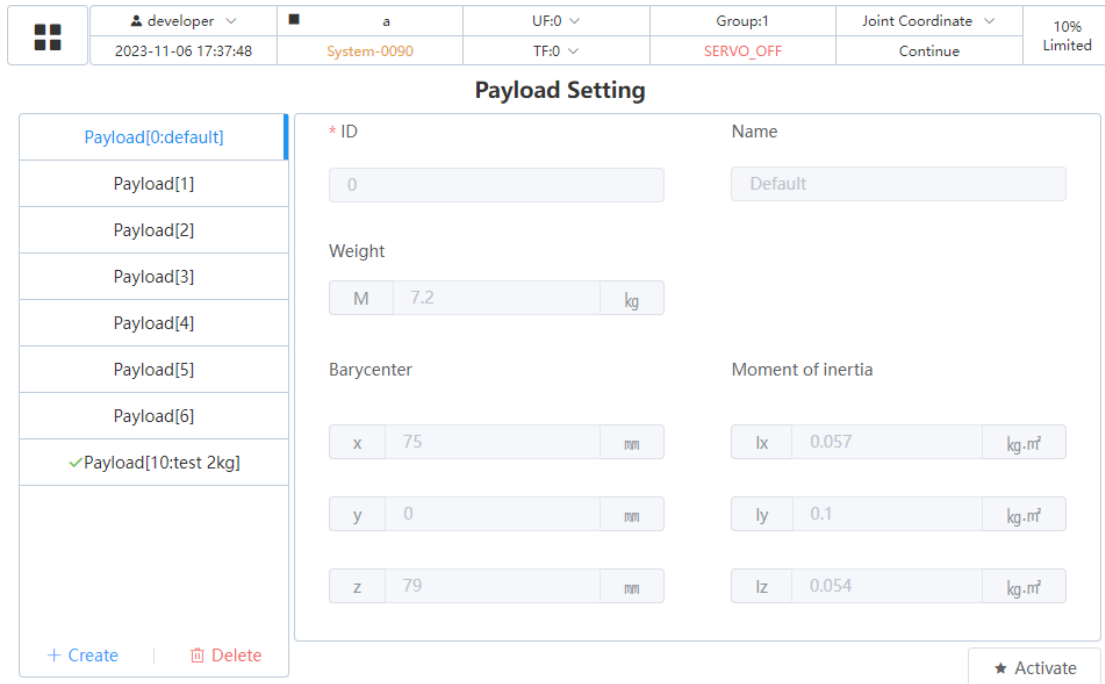 developer a UF:0 Group:1 Joint Coordinate 10%
2023-11-06 17:37:48 System-0090 TF:0 SERVO_OFF Continue Limited
Payload Setting
Payload[0:default]
Payload[1]
Payload[2]
Payload[3]
Payload[4]
Payload[5]
Payload[6]
Payload[10:test 2kg]
+ Create
Delete
* ID
0
Name
Default
Weight
M 7.2 kg
Barycenter
x 75 mm
y 0 mm
z 79 mm
Moment of inertia
Ix 0.057 kg.m²
Iy 0.1 kg.m²
Iz 0.054 kg.m²
Activate